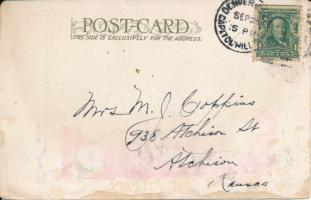 POST-CARD
THIS SIDE IS EXCLUSIVELY FOR THE ADDRESS.
DENVER
SEP
5 P
CAPITOL HILL
Mrs M. J. Coppins
936 Atchison St
Atchison
Kansas